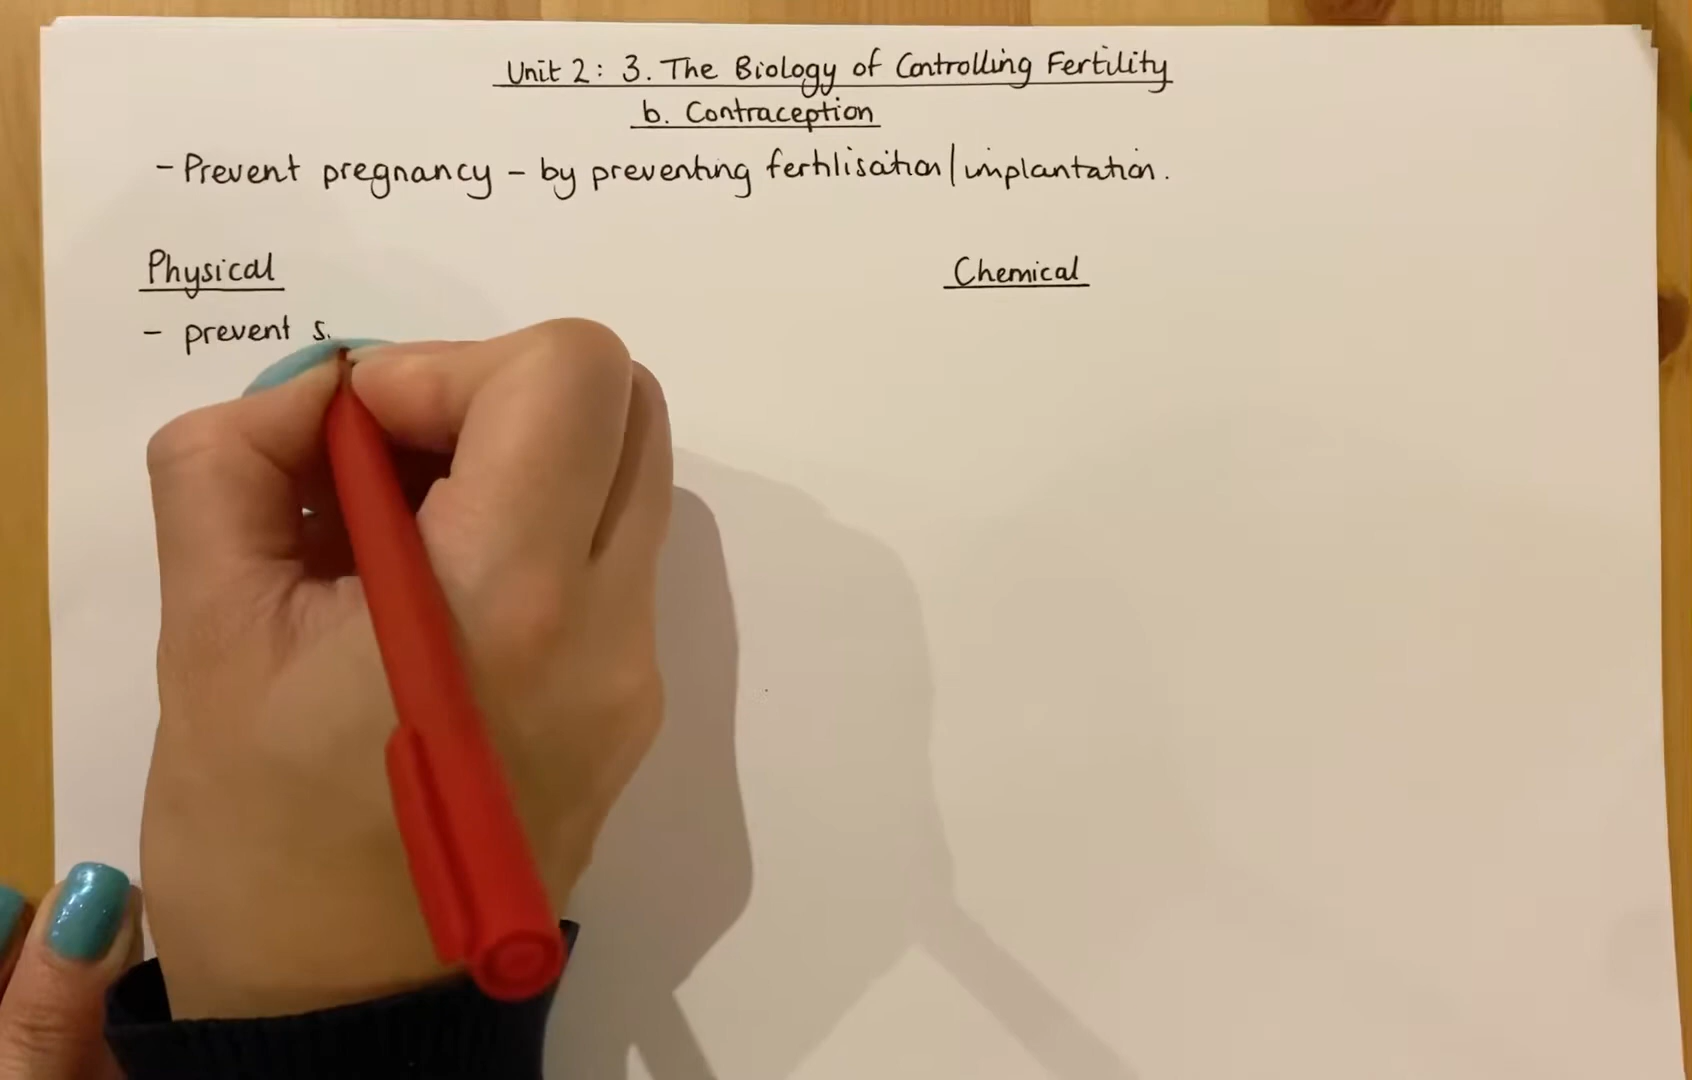 Unit 2: 3. The Biology of Controlling Fertility
b. Contraception
- Prevent pregnancy - by preventing fertilisation/implantation.
Physical
Chemical
- prevent s